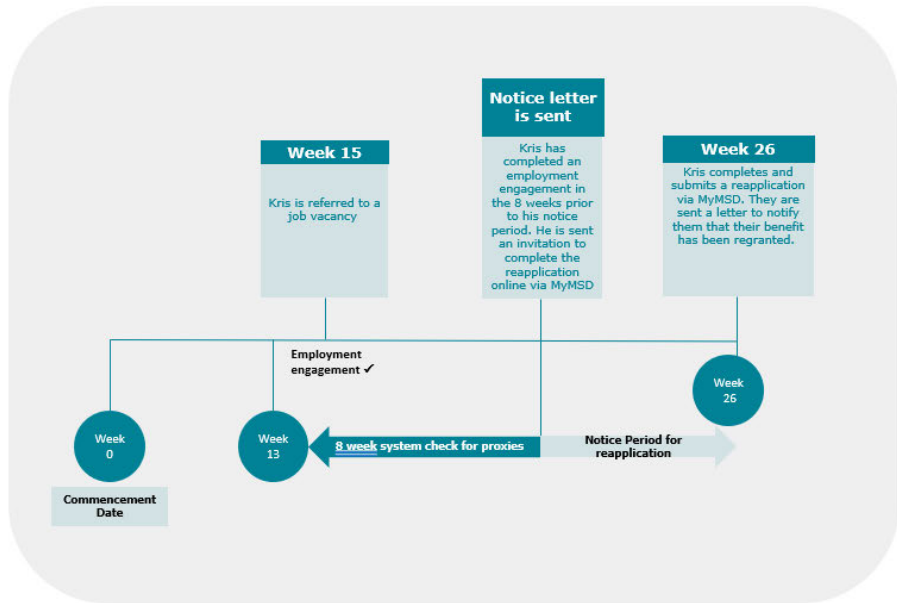 Notice letter
is sent
Kris has
completed an
employment
engagement in
the 8 weeks prior
to his notice
period. He is sent
an invitation to
complete the
reapplication
online via MyMSD
Week 15
Kris is referred to a
job vacancy
Week 26
Kris completes and
submits a reapplication
via MyMSD. They are
sent a letter to notify
them that their benefit
has been regranted.
Employment
engagement ✓
Week
26
Week
0
Week
13
8 week system check for proxies
Notice Period for
reapplication
Commencement
Date